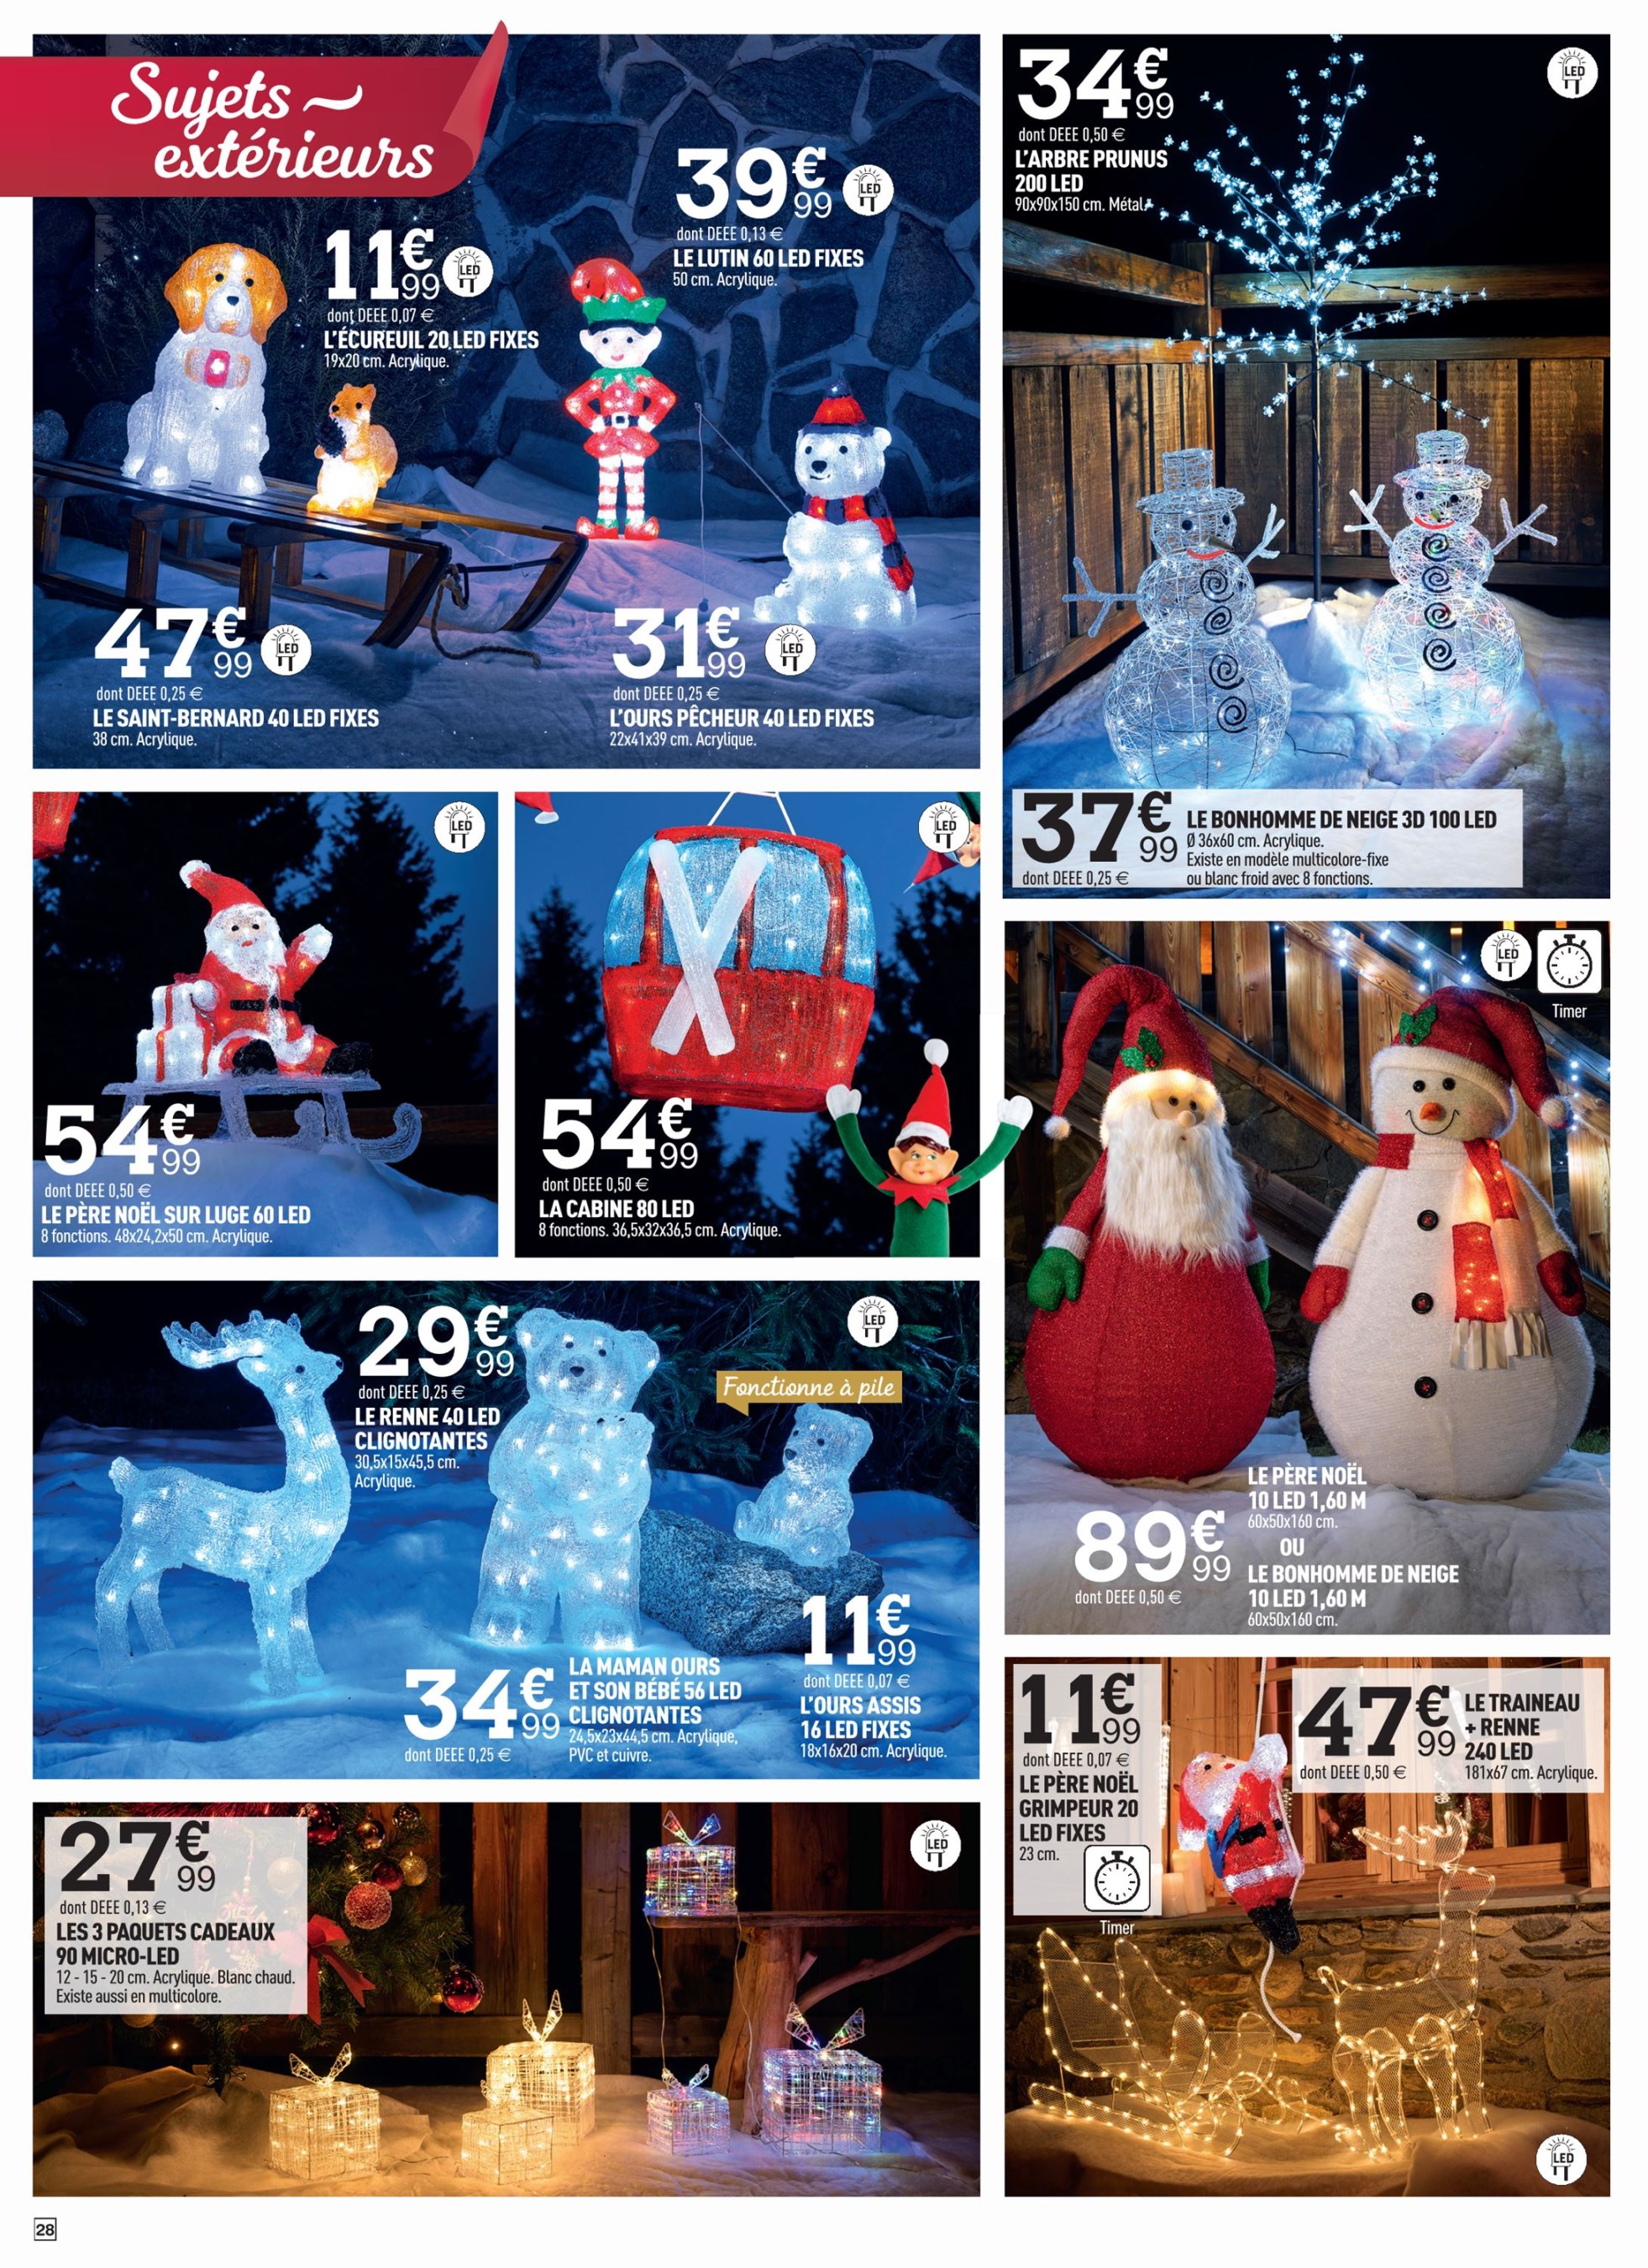 Sujets
extérieurs
39€99
LED
dont DEEE 0,13 €
LE LUTIN 60 LED FIXES
50 cm. Acrylique.
11€99
LED
dont DEEE 0,07 €
L'ÉCUREUIL 20 LED FIXES
19x20 cm. Acrylique.
47€99
LED
dont DEEE 0,25 €
LE SAINT-BERNARD 40 LED FIXES
38 cm. Acrylique.
31€99
LED
dont DEEE 0,25 €
L'OURS PÊCHEUR 40 LED FIXES
22x41x39 cm. Acrylique.
34€99
LED
dont DEEE 0,50 €
L'ARBRE PRUNUS
200 LED
90x90x150 cm. Métal.
37€99
dont DEEE 0,25 €
LE BONHOMME DE NEIGE 3D 100 LED
Ø 36x60 cm. Acrylique.
Existe en modèle multicolore-fixe
ou blanc froid avec 8 fonctions.
LED
54€99
dont DEEE 0,50 €
LE PÈRE NOËL SUR LUGE 60 LED
8 fonctions. 48x24,2x50 cm. Acrylique.
LED
54€99
dont DEEE 0,50 €
LA CABINE 80 LED
8 fonctions. 36,5x32x36,5 cm. Acrylique.
LED
Timer
LE PÈRE NOËL
10 LED 1,60 M
60x50x160 cm.
OU
LE BONHOMME DE NEIGE
10 LED 1,60 M
60x50x160 cm.
89€99
dont DEEE 0,50 €
29€99
dont DEEE 0,25 €
LE RENNE 40 LED
CLIGNOTANTES
30,5x15x45,5 cm.
Acrylique.
LED
Fonctionne à pile
34€99
dont DEEE 0,25 €
LA MAMAN OURS
ET SON BÉBÉ 56 LED
CLIGNOTANTES
24,5x23x44,5 cm. Acrylique,
PVC et cuivre.
11€99
dont DEEE 0,07 €
L'OURS ASSIS
16 LED FIXES
18x16x20 cm. Acrylique.
11€99
dont DEEE 0,07 €
LE PÈRE NOËL
GRIMPEUR 20
LED FIXES
23 cm.
Timer
47€99
dont DEEE 0,50 €
LE TRAINEAU
+ RENNE
240 LED
181x67 cm. Acrylique.
LED
27€99
dont DEEE 0,13 €
LES 3 PAQUETS CADEAUX
90 MICRO-LED
12 - 15 - 20 cm. Acrylique. Blanc chaud.
Existe aussi en multicolore.
LED
28